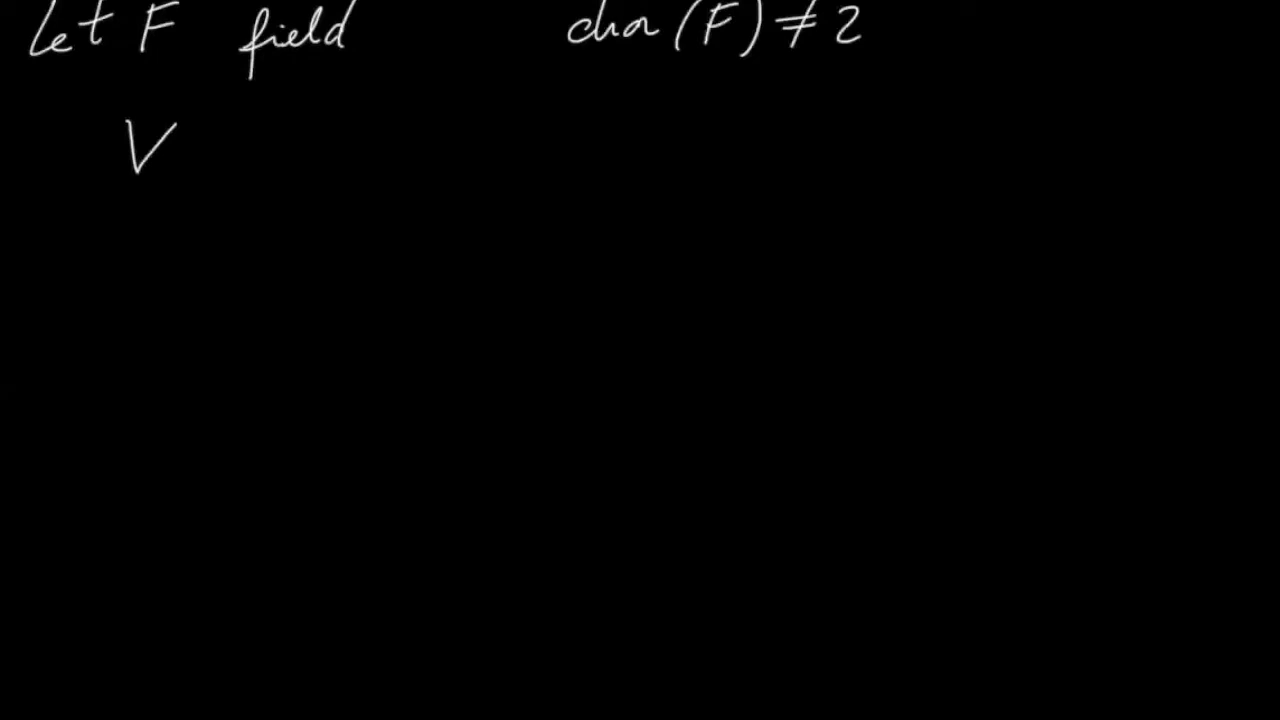 Let F field char (F) ≠ 2
V